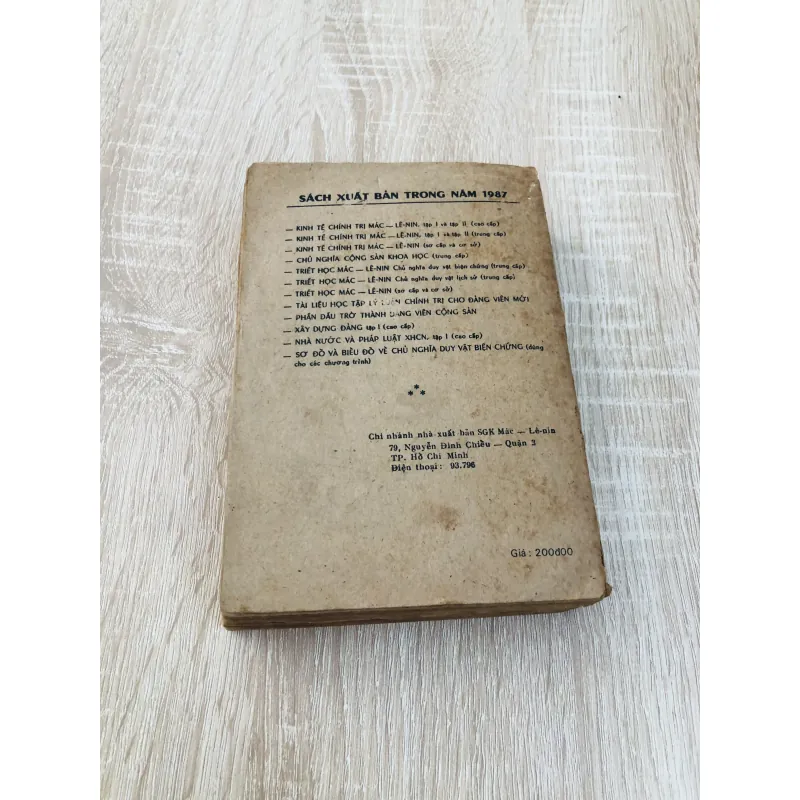 SÁCH XUẤT BẢN TRONG NĂM 1987
— KINH TẾ CHÍNH TRỊ MÁC — LÊ-NIN, tập I và tập II, (cao cấp)
— KINH TẾ CHÍNH TRỊ MÁC — LÊ-NIN, tập I và tập II (trung cấp)
— KINH TẾ CHÍNH TRỊ MÁC — LÊ-NIN (sơ cấp và cơ sở)
— CHỦ NGHĨA CỘNG SẢN KHOA HỌC (trung cấp)
— TRIẾT HỌC MÁC — LÊ-NIN Chủ nghĩa duy vật biện chứng (trung cấp)
— TRIẾT HỌC MÁC — LÊ-NIN Chủ nghĩa duy vật lịch sử (trung cấp)
— TRIẾT HỌC MÁC — LÊ-NIN (sơ cấp và cơ sở)
— TÀI LIỆU HỌC TẬP LÝ LUẬN CHÍNH TRỊ CHO ĐẢNG VIÊN MỚI
— PHẤN ĐẤU TRỞ THÀNH ĐẢNG VIÊN CỘNG SẢN
— XÂY DỰNG ĐẢNG tập I (cao cấp)
— NHÀ NƯỚC VÀ PHÁP LUẬT XHCN, tập I (cao cấp)
— SƠ ĐỒ VÀ BIỂU ĐỒ VỀ CHỦ NGHĨA DUY VẬT BIỆN CHỨNG (dùng
cho các chương trình)
Chi nhánh nhà xuất bản SGK Mác — Lê-nin
79, Nguyễn Đình Chiều — Quận 3
TP. Hồ Chí Minh
Điện thoại : 93.796
Giá : 200đ00